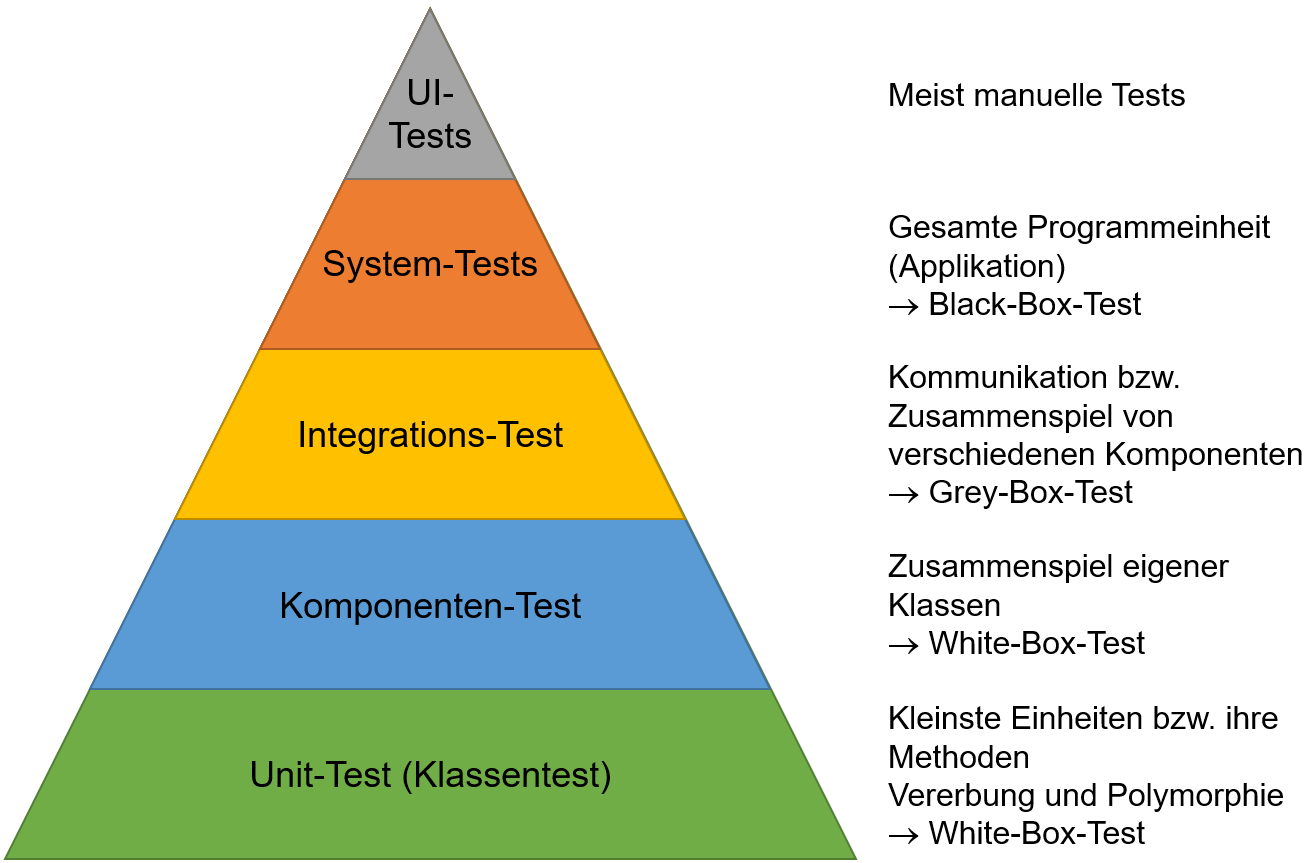 UI-
Tests
Meist manuelle Tests
System-Tests
Gesamte Programmeinheit
(Applikation)
→ Black-Box-Test
Integrations-Test
Kommunikation bzw.
Zusammenspiel von
verschiedenen Komponenten
→ Grey-Box-Test
Komponenten-Test
Zusammenspiel eigener
Klassen
→ White-Box-Test
Unit-Test (Klassentest)
Kleinste Einheiten bzw. ihre
Methoden
Vererbung und Polymorphie
→ White-Box-Test